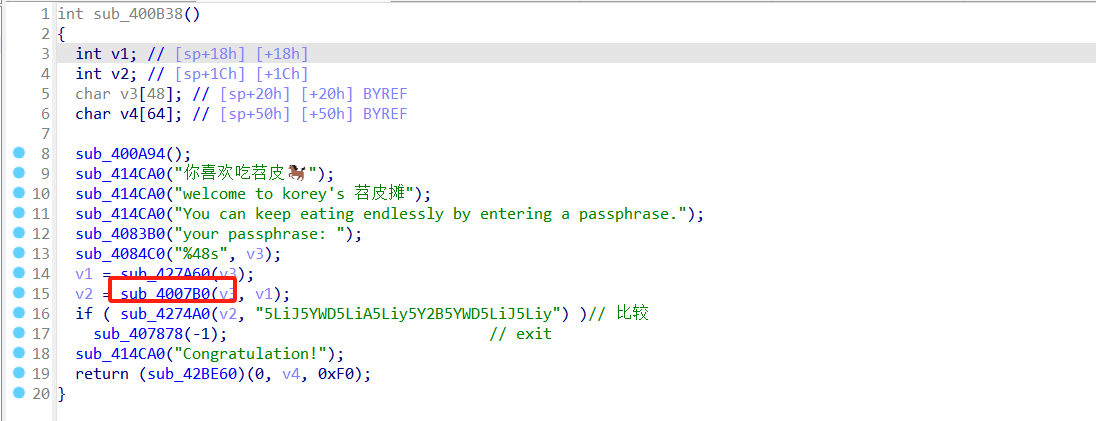 1 int sub_400B38()
2 {
3 int v1; // [sp+18h] [+18h]
4 int v2; // [sp+1Ch] [+1Ch]
5 char v3[48]; // [sp+20h] [+20h] BYREF
6 char v4[64]; // [sp+50h] [+50h] BYREF
7
8 sub_400A94();
9 sub_414CA0("你喜欢吃苕皮🐎");
10 sub_414CA0("welcome to korey's 苕皮摊");
11 sub_414CA0("You can keep eating endlessly by entering a passphrase.");
12 sub_4083B0("your passphrase: ");
13 sub_4084C0("%48s", v3);
14 v1 = sub_427A60(v3);
15 v2 = sub_4007B0(v3, v1);
16 if ( sub_4274A0(v2, "5LiJ5YWD5LiA5Liy5Y2B5YWD5LiJ5Liy") )// 比较
17 sub_407878(-1); // exit
18 sub_414CA0("Congratulation!");
19 return (sub_42BE60)(0, v4, 0xF0);
20 }